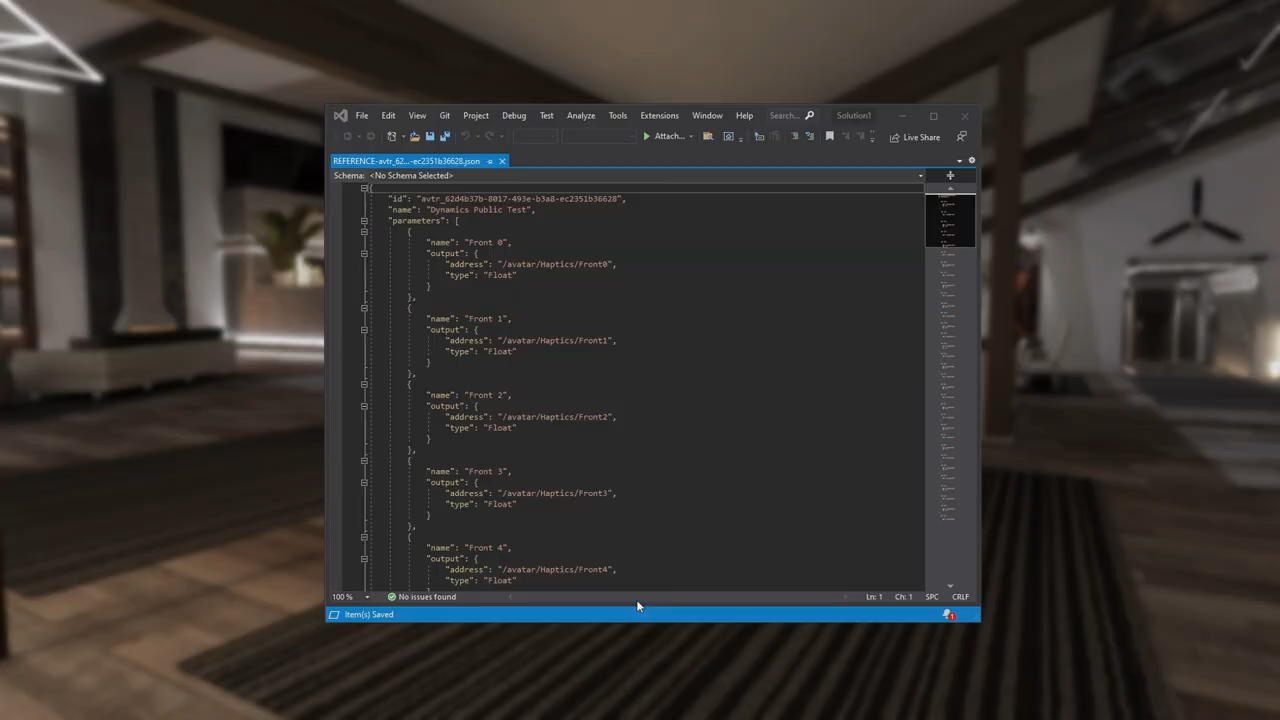 File Edit View Git Project Debug Test Analyze Tools Extensions Window Help Search... Solution1
Attach... Live Share
REFERENCE-avtr_62...-ec2351b36628.json
Schema: <No Schema Selected>
{
"id": "avtr_62d4b37b-8017-493e-b3a8-ec2351b36628",
"name": "Dynamics Public Test",
"parameters": [
{
"name": "Front 0",
"output": {
"address": "/avatar/Haptics/Front0",
"type": "Float"
}
},
{
"name": "Front 1",
"output": {
"address": "/avatar/Haptics/Front1",
"type": "Float"
}
},
{
"name": "Front 2",
"output": {
"address": "/avatar/Haptics/Front2",
"type": "Float"
}
},
{
"name": "Front 3",
"output": {
"address": "/avatar/Haptics/Front3",
"type": "Float"
}
},
{
"name": "Front 4",
"output": {
"address": "/avatar/Haptics/Front4",
"type": "Float"
100 % No issues found Ln: 1 Ch: 1 SPC CRLF
Item(s) Saved 1